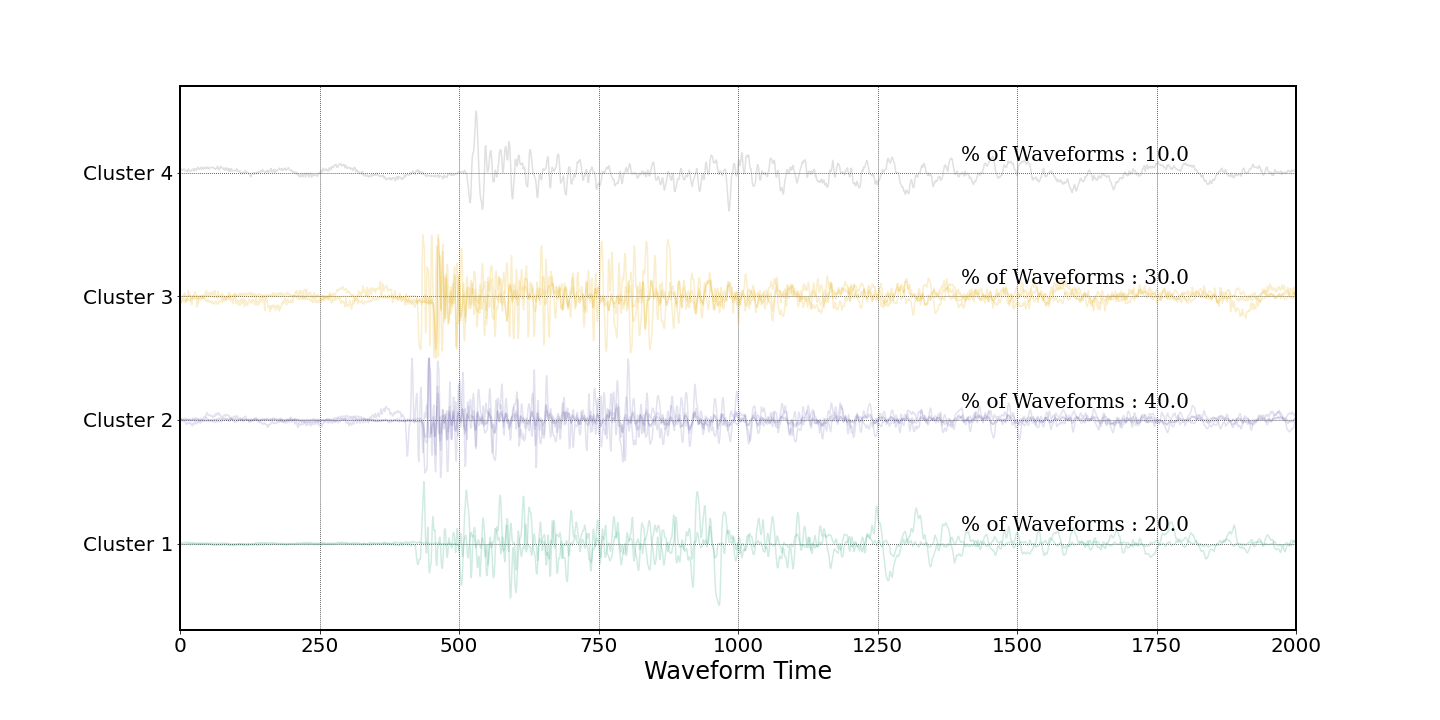 Cluster 4
% of Waveforms : 10.0
Cluster 3
% of Waveforms : 30.0
Cluster 2
% of Waveforms : 40.0
Cluster 1
% of Waveforms : 20.0
0 250 500 750 1000 1250 1500 1750 2000
Waveform Time